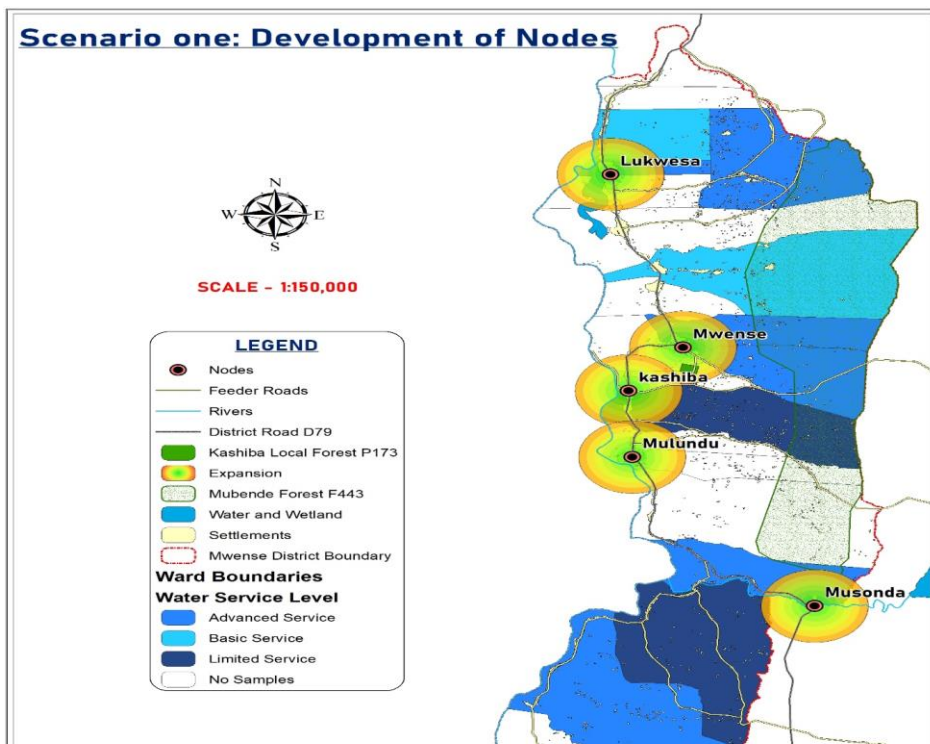 Scenario one: Development of Nodes
Lukwesa
N
W E
S
SCALE - 1:150,000
Mwense
kashiba
Mulundu
Musonda
LEGEND
Nodes
Feeder Roads
Rivers
District Road D79
Kashiba Local Forest P173
Expansion
Mubende Forest F443
Water and Wetland
Settlements
Mwense District Boundary
Ward Boundaries
Water Service Level
Advanced Service
Basic Service
Limited Service
No Samples